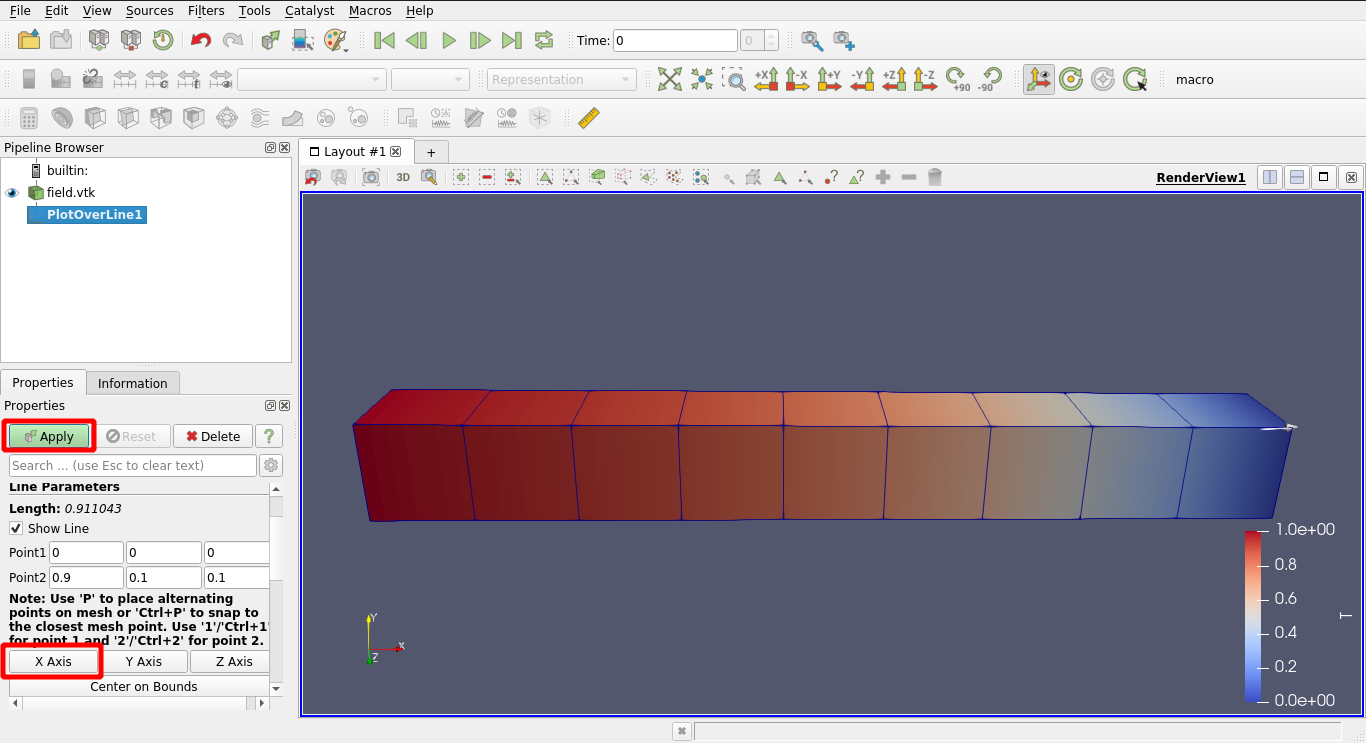 File Edit View Sources Filters Tools Catalyst Macros Help
Time: 0 0
Representation +X -X +Y -Y +Z -Z +90 -90 macro
Pipeline Browser
builtin:
field.vtk
PlotOverLine1
Layout #1 +
3D RenderView1
Properties Information
Properties
Apply Reset Delete ?
Search ... (use Esc to clear text)
Line Parameters
Length: 0.911043
Show Line
Point1 0 0 0
Point2 0.9 0.1 0.1
Note: Use 'P' to place alternating
points on mesh or 'Ctrl+P' to snap to
the closest mesh point. Use '1'/'Ctrl+1'
for point 1 and '2'/'Ctrl+2' for point 2.
X Axis Y Axis Z Axis
Center on Bounds
Y
X
Z
1.0e+00
0.8
0.6
0.4
0.2
0.0e+00
T